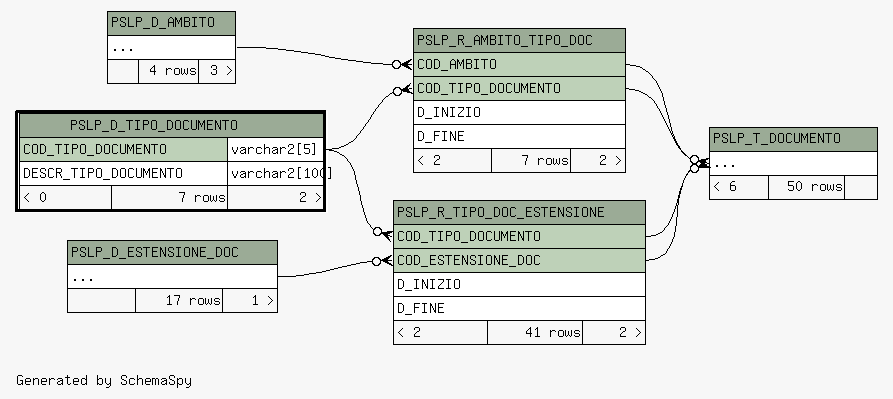 PSLP_D_AMBITO
...
4 rows 3 >
PSLP_D_TIPO_DOCUMENTO
COD_TIPO_DOCUMENTO varchar2[5]
DESCR_TIPO_DOCUMENTO varchar2[100]
< 0 7 rows 2 >
PSLP_D_ESTENSIONE_DOC
...
17 rows 1 >
PSLP_R_AMBITO_TIPO_DOC
COD_AMBITO
COD_TIPO_DOCUMENTO
D_INIZIO
D_FINE
< 2 7 rows 2 >
PSLP_R_TIPO_DOC_ESTENSIONE
COD_TIPO_DOCUMENTO
COD_ESTENSIONE_DOC
D_INIZIO
D_FINE
< 2 41 rows 2 >
PSLP_T_DOCUMENTO
...
< 6 50 rows
Generated by SchemaSpy